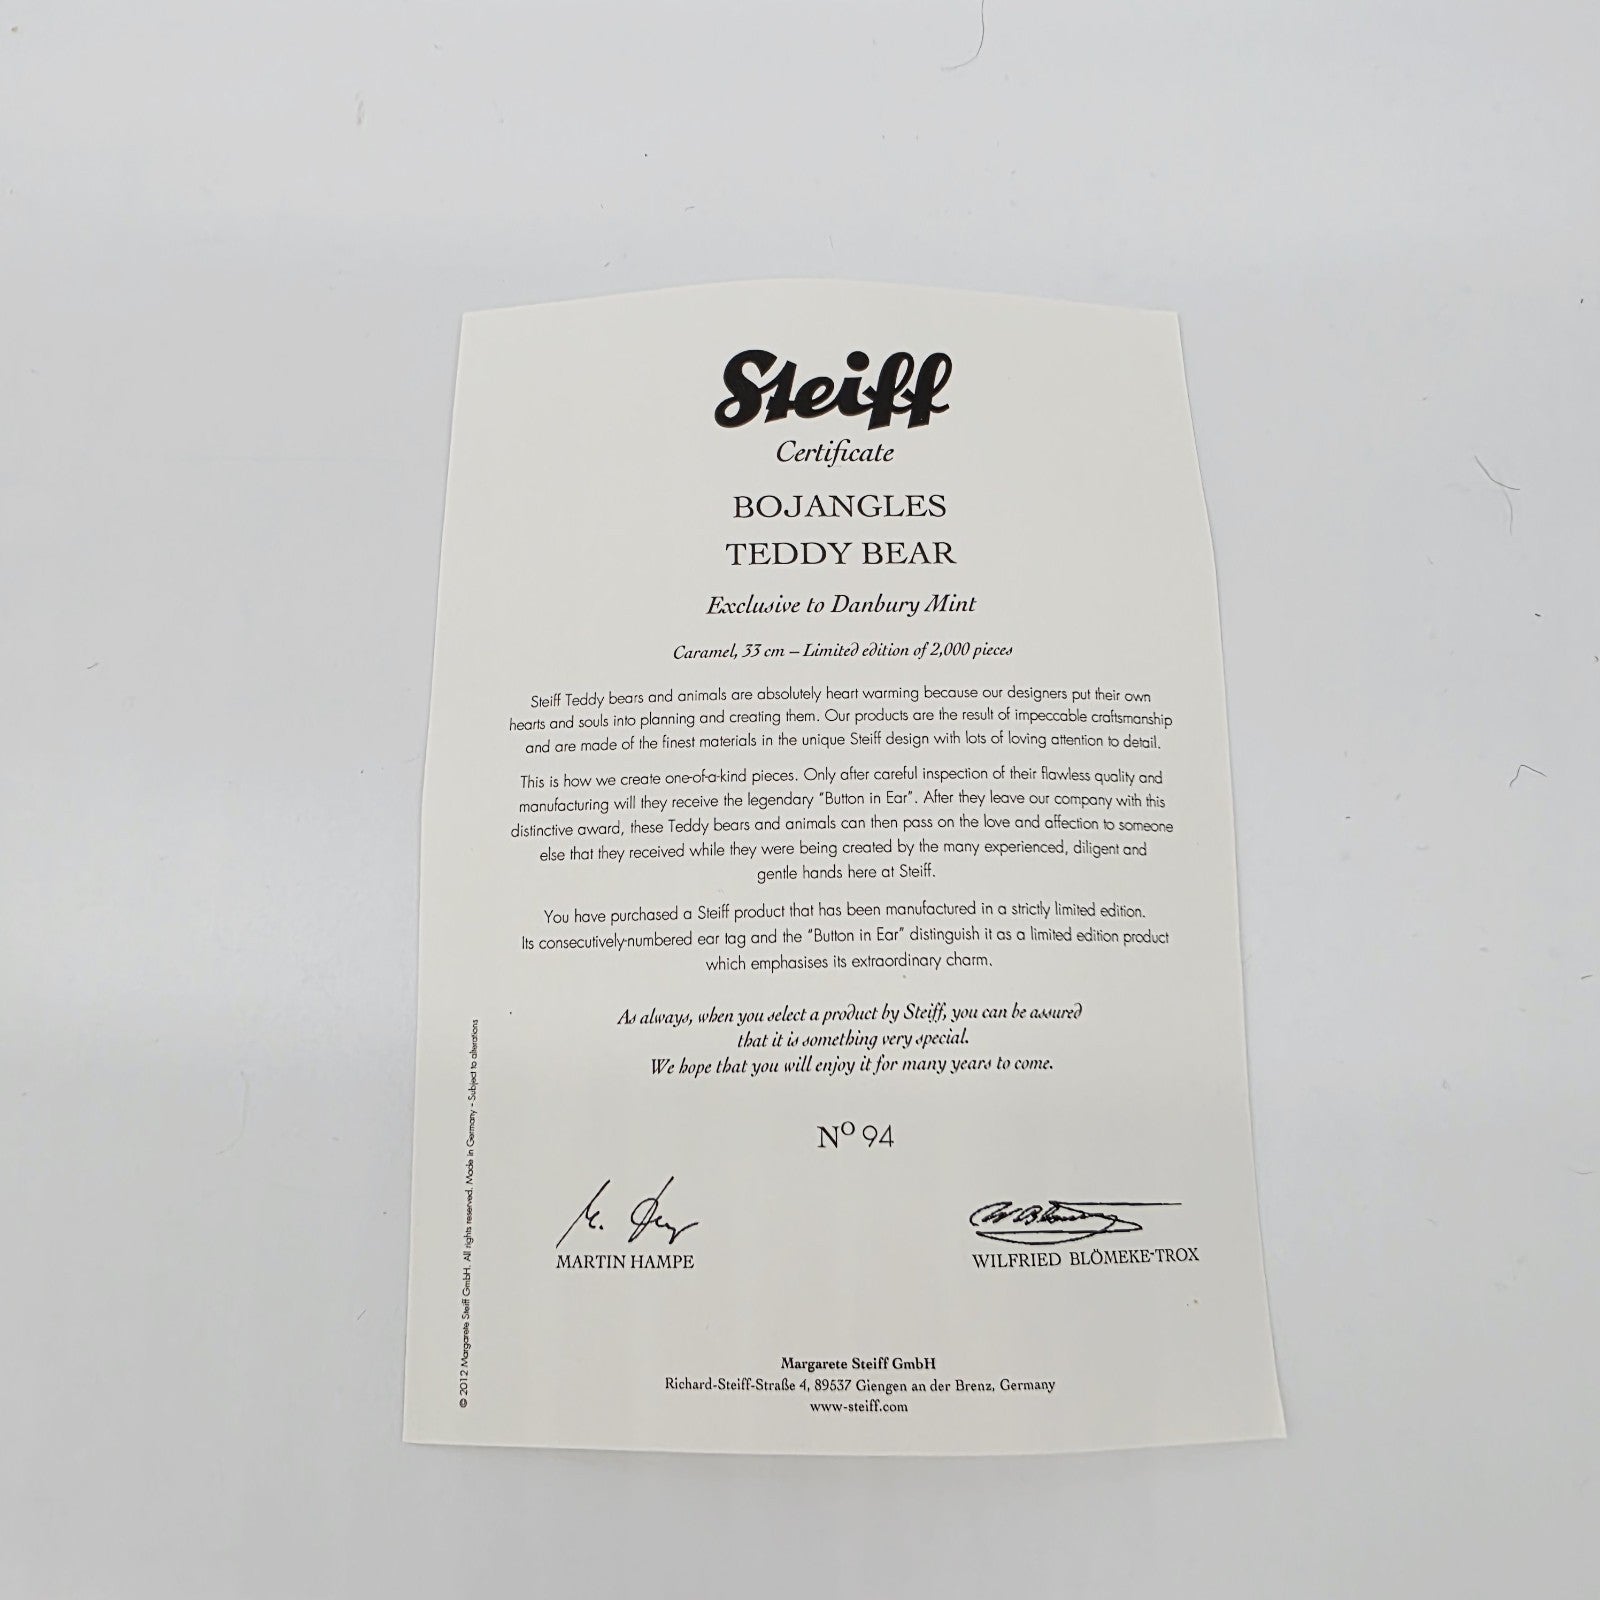 Steiff
Certificate
BOJANGLES
TEDDY BEAR
Exclusive to Danbury Mint
Caramel, 33 cm – Limited edition of 2,000 pieces
Steiff Teddy bears and animals are absolutely heart warming because our designers put their own
hearts and souls into planning and creating them. Our products are the result of impeccable craftsmanship
and are made of the finest materials in the unique Steiff design with lots of loving attention to detail.
This is how we create one-of-a-kind pieces. Only after careful inspection of their flawless quality and
manufacturing will they receive the legendary "Button in Ear". After they leave our company with this
distinctive award, these Teddy bears and animals can then pass on the love and affection to someone
else that they received while they were being created by the many experienced, diligent and
gentle hands here at Steiff.
You have purchased a Steiff product that has been manufactured in a strictly limited edition.
Its consecutively-numbered ear tag and the "Button in Ear" distinguish it as a limited edition product
which emphasises its extraordinary charm.
As always, when you select a product by Steiff, you can be assured
that it is something very special.
We hope that you will enjoy it for many years to come.
Nº 94
MARTIN HAMPE
WILFRIED BLÖMEKE-TROX
Margarete Steiff GmbH
Richard-Steiff-Straße 4, 89537 Giengen an der Brenz, Germany
www-steiff.com
© 2012 Margarete Steiff GmbH. All rights reserved. Made in Germany - Subject to alterations